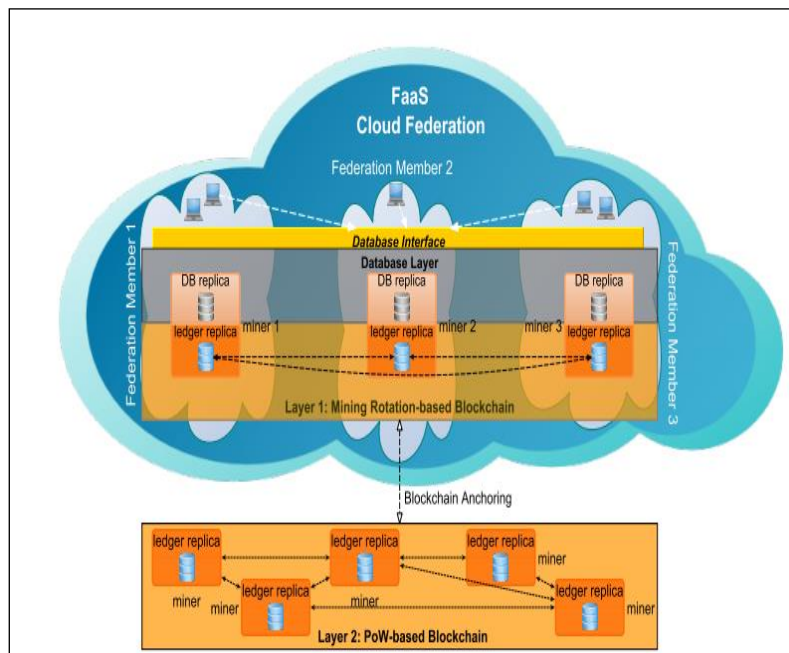 FaaS
Cloud Federation
Federation Member 2
Federation Member 1
Federation Member 3
Database Interface
Database Layer
DB replica
DB replica
DB replica
miner 1
miner 2
miner 3
ledger replica
ledger replica
ledger replica
Layer 1: Mining Rotation-based Blockchain
Blockchain Anchoring
ledger replica
ledger replica
ledger replica
miner
ledger replica
ledger replica
miner
miner
miner
miner
Layer 2: PoW-based Blockchain